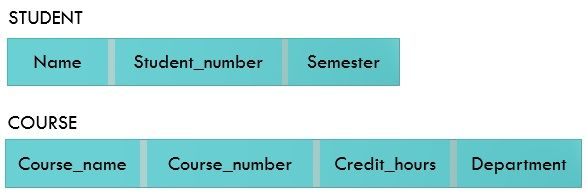 STUDENT
Name Student_number Semester
COURSE
Course_name Course_number Credit_hours Department